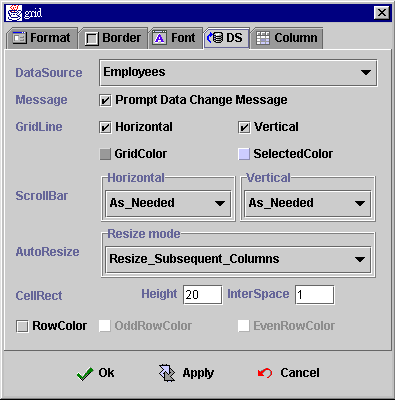 grid
Format Border Font DS Column
DataSource Employees
Message Prompt Data Change Message
GridLine Horizontal Vertical
GridColor SelectedColor
Horizontal Vertical
ScrollBar As_Needed As_Needed
Resize mode
AutoResize Resize_Subsequent_Columns
CellRect Height 20 InterSpace 1
RowColor OddRowColor EvenRowColor
Ok Apply Cancel